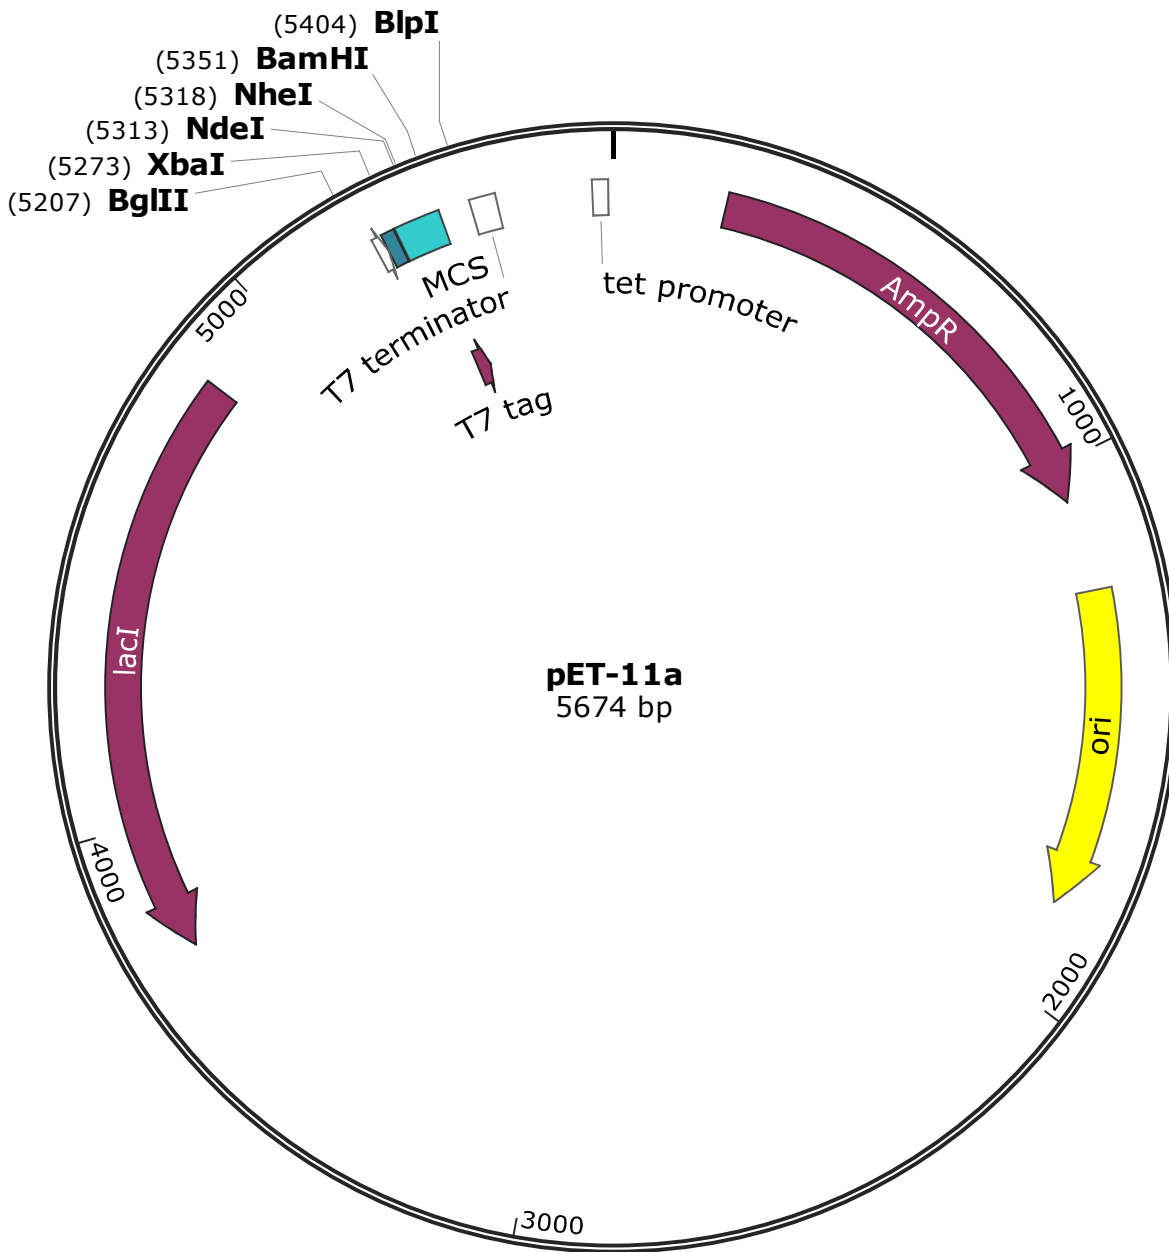 (5404) BlpI
(5351) BamHI
(5318) NheI
(5313) NdeI
(5273) XbaI
(5207) BglII
MCS
T7 terminator
T7 tag
tet promoter
AmpR
1000
ori
2000
3000
4000
lacI
5000
pET-11a
5674 bp